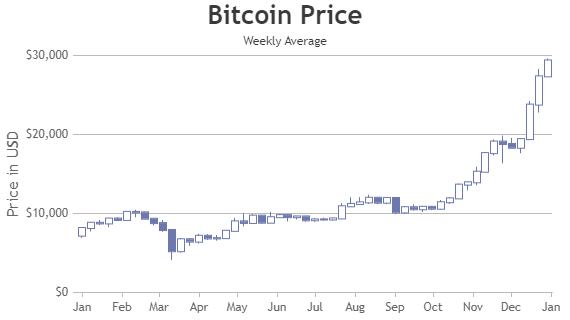 Bitcoin Price
Weekly Average
Price in USD
$30,000
$20,000
$10,000
$0
Jan Feb Mar Apr May Jun Jul Aug Sep Oct Nov Dec Jan